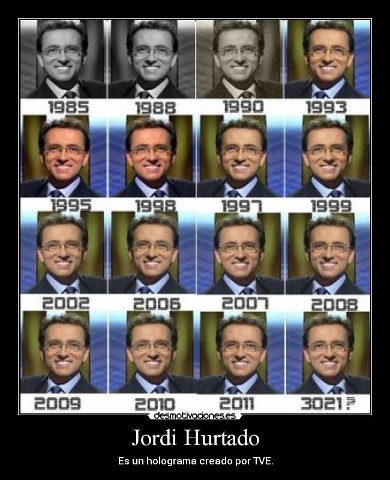 1985 1988 1990 1993
1995 1998 1997 1999
2002 2006 2007 2008
2009 2010 2011 3021 ?
desmotivaciones.es
Jordi Hurtado
Es un holograma creado por TVE.